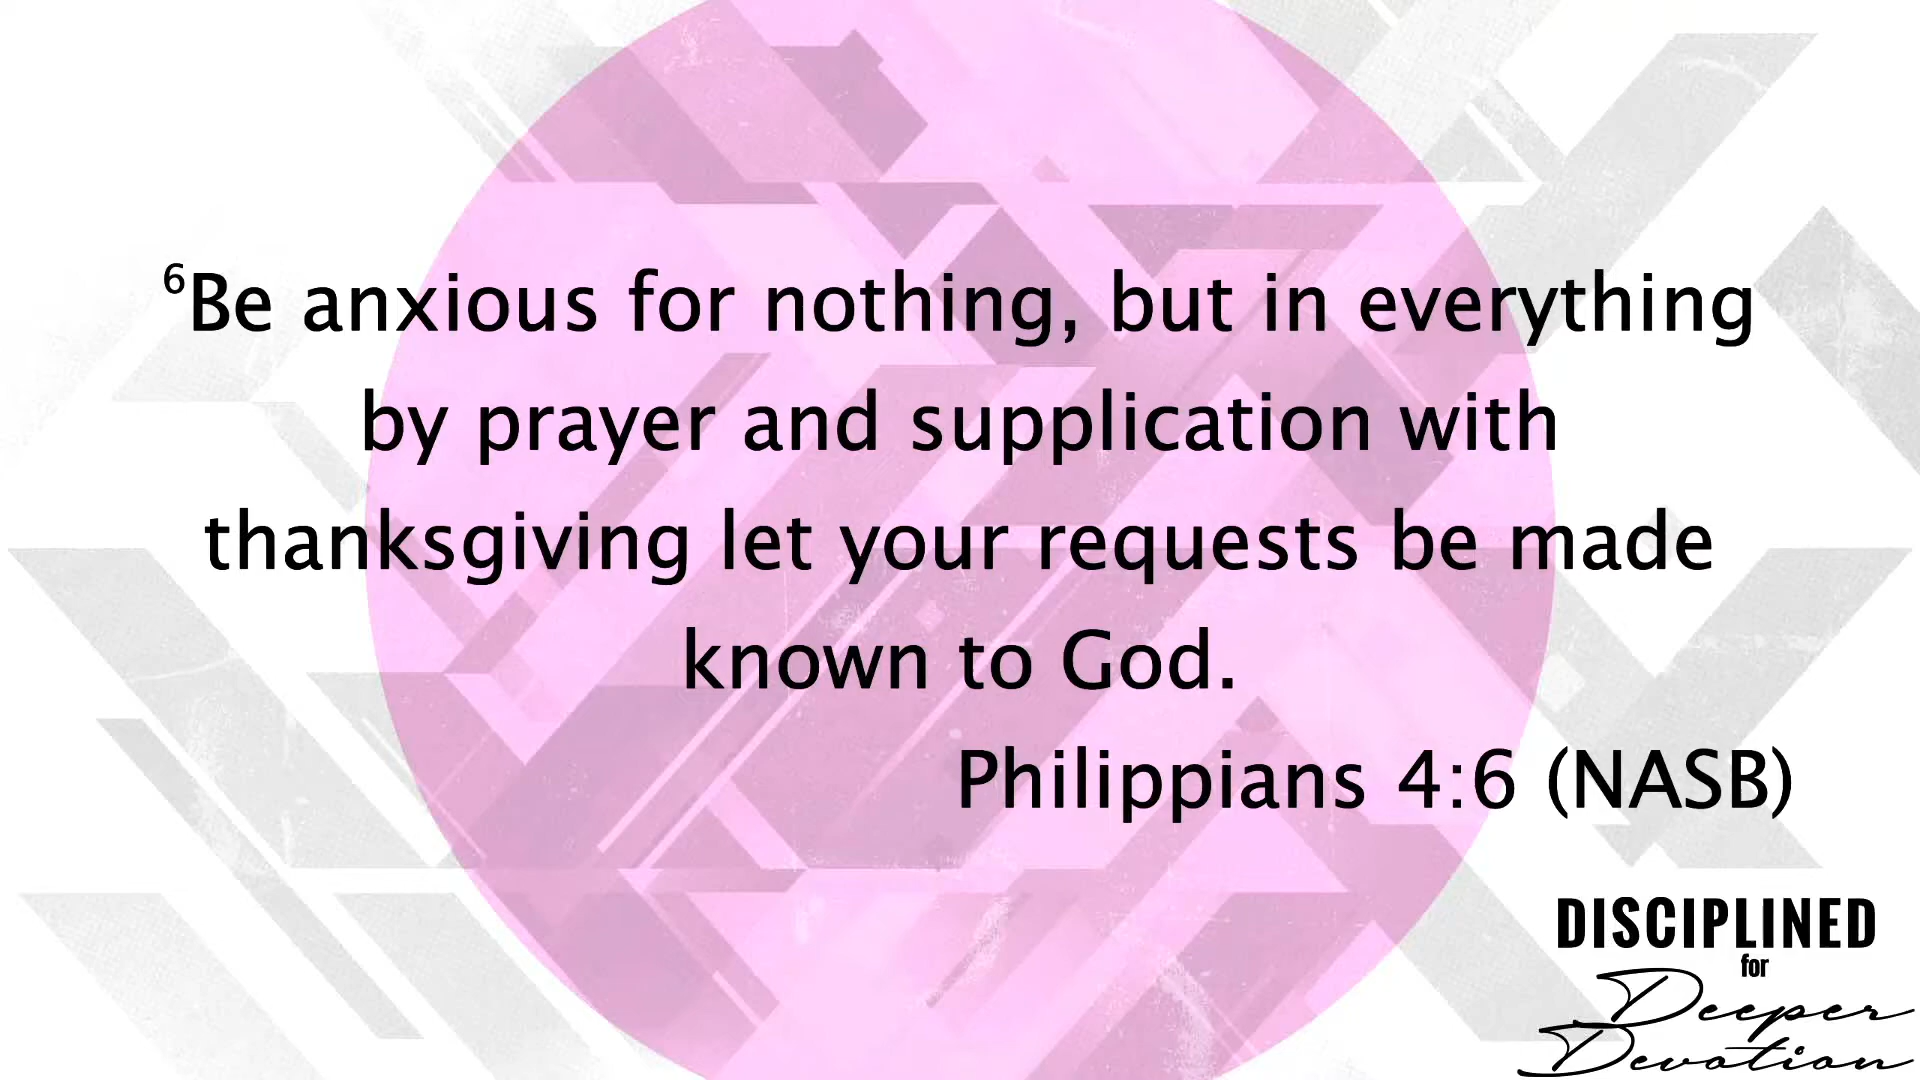 ⁶Be anxious for nothing, but in everything
by prayer and supplication with
thanksgiving let your requests be made
known to God.
Philippians 4:6 (NASB)
DISCIPLINED
for
Deeper
Devotion